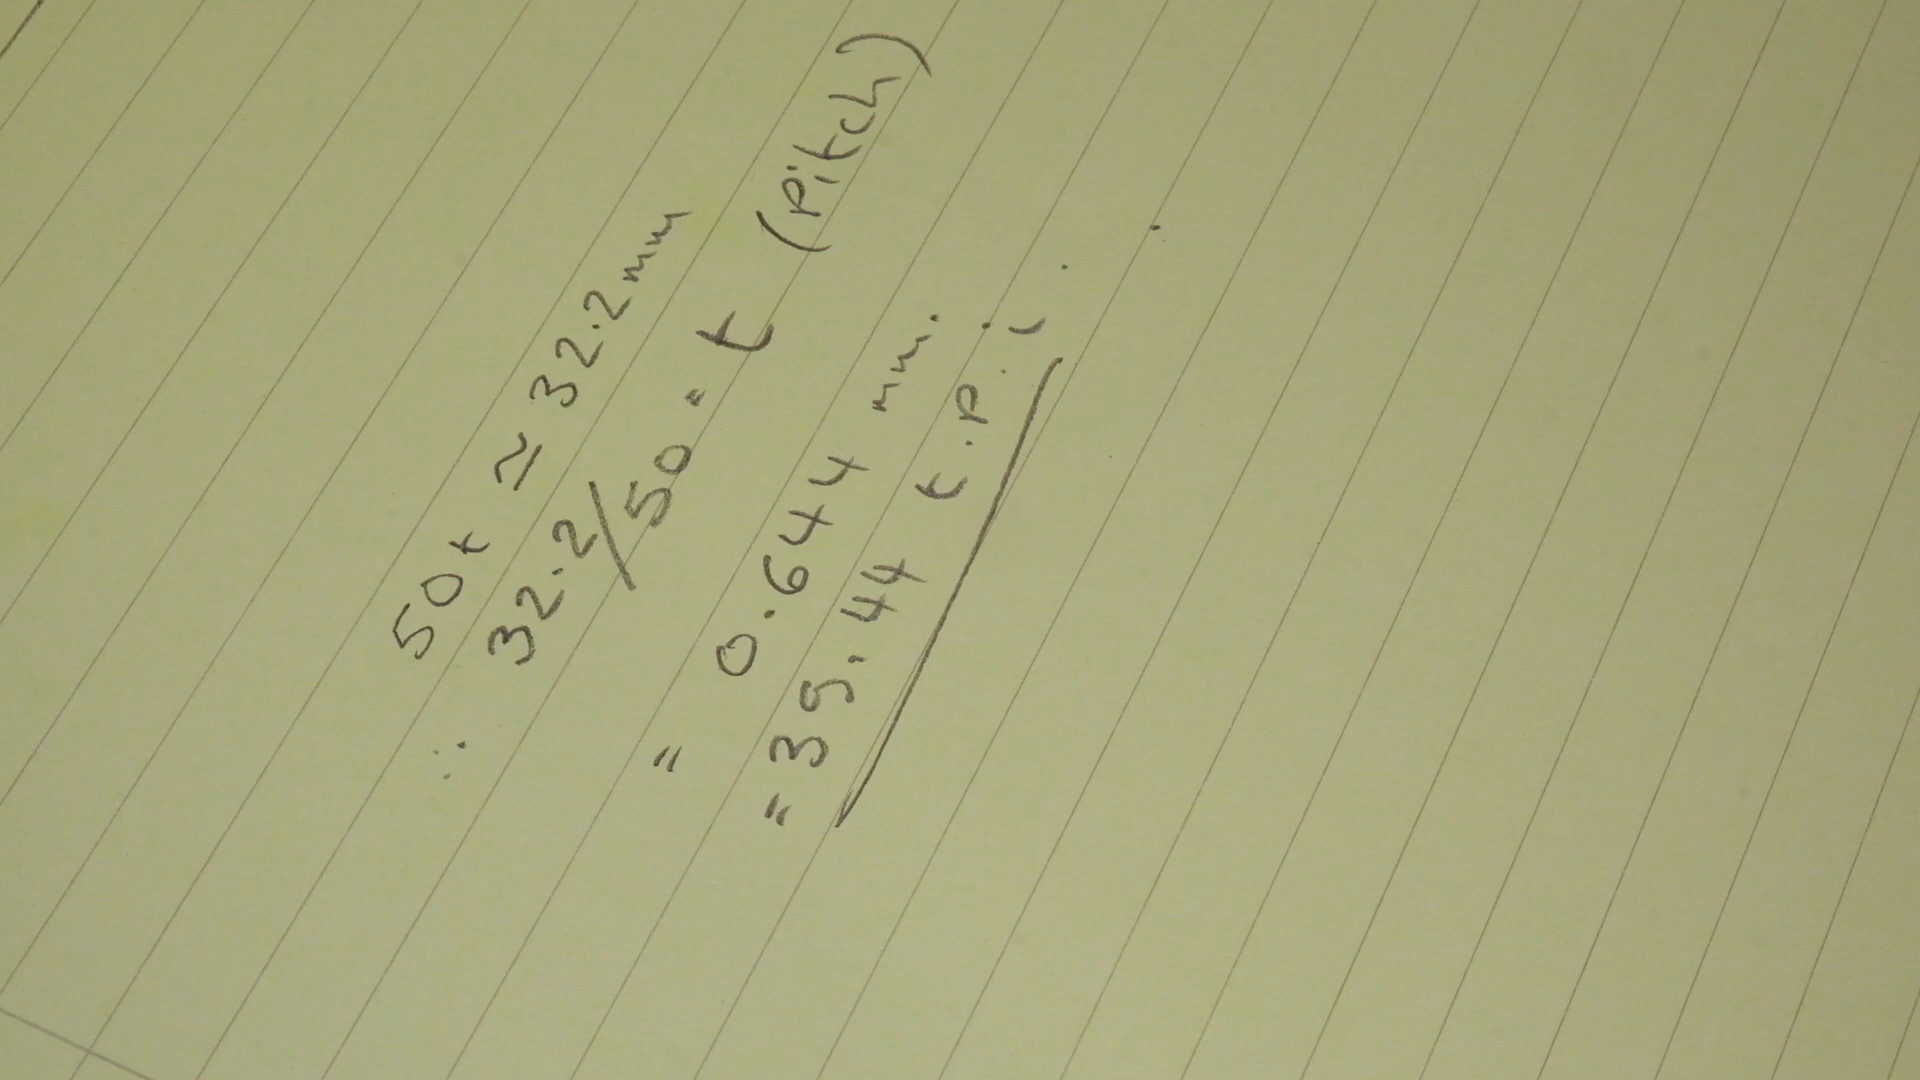 50t ≃ 32.2mm
∴ 32.2/50 = t (Pitch)
= 0.644 mm.
= 39.44 t.p.i.